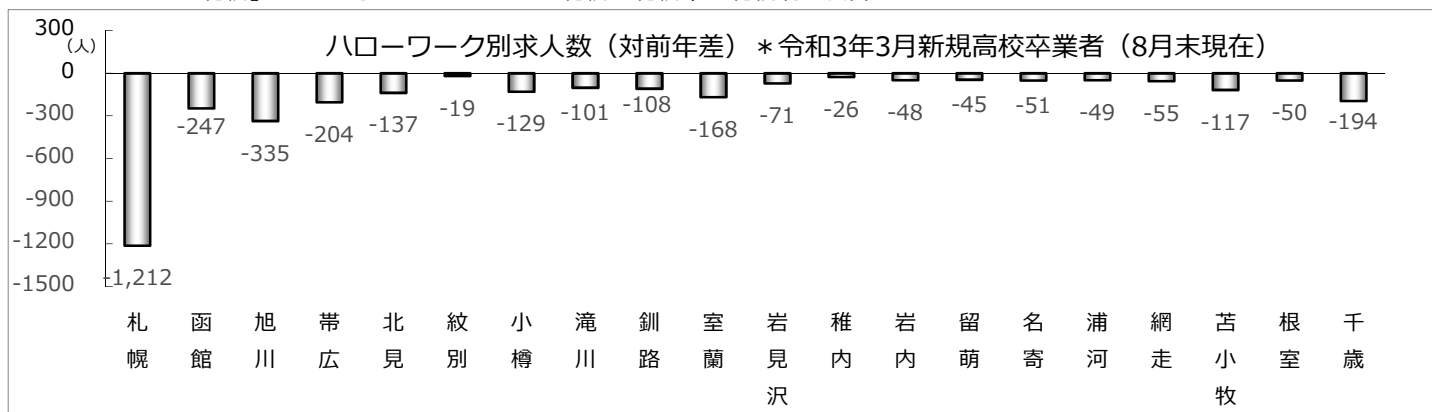 300
（人）
ハローワーク別求人数（対前年差）＊令和3年3月新規高校卒業者（8月末現在）
0
-300
-600
-900
-1200
-1500
-1,212
-247
-335
-204
-137
-19
-129
-101
-108
-168
-71
-26
-48
-45
-51
-49
-55
-117
-50
-194
札幌
函館
旭川
帯広
北見
紋別
小樽
滝川
釧路
室蘭
岩見沢
稚内
岩内
留萌
名寄
浦河
網走
苫小牧
根室
千歳